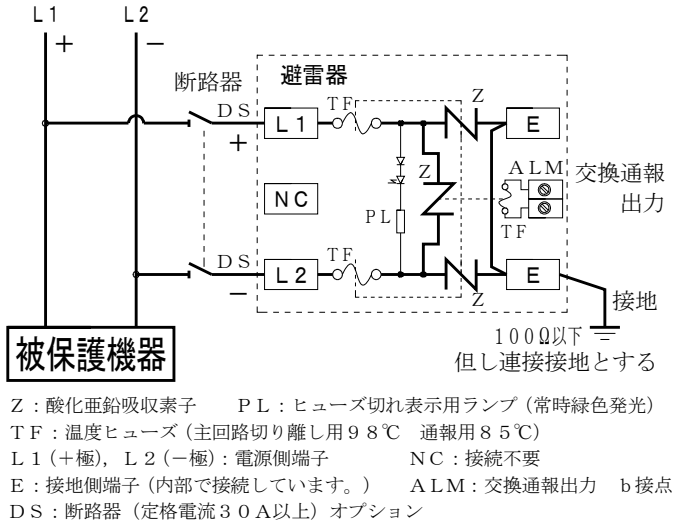 L1 L2
+ −
断路器 避雷器
DS L1 TF Z E
+
NC Z ALM 交換通報
出力
PL TF
DS L2 TF Z E
−
接地
100Ω以下
但し連接接地とする
被保護機器
Z：酸化亜鉛吸収素子 PL：ヒューズ切れ表示用ランプ（常時緑色発光）
TF：温度ヒューズ（主回路切り離し用98℃ 通報用85℃）
L1（+極），L2（−極）：電源側端子 NC：接続不要
E：接地側端子（内部で接続しています。） ALM：交換通報出力 b接点
DS：断路器（定格電流30A以上）オプション